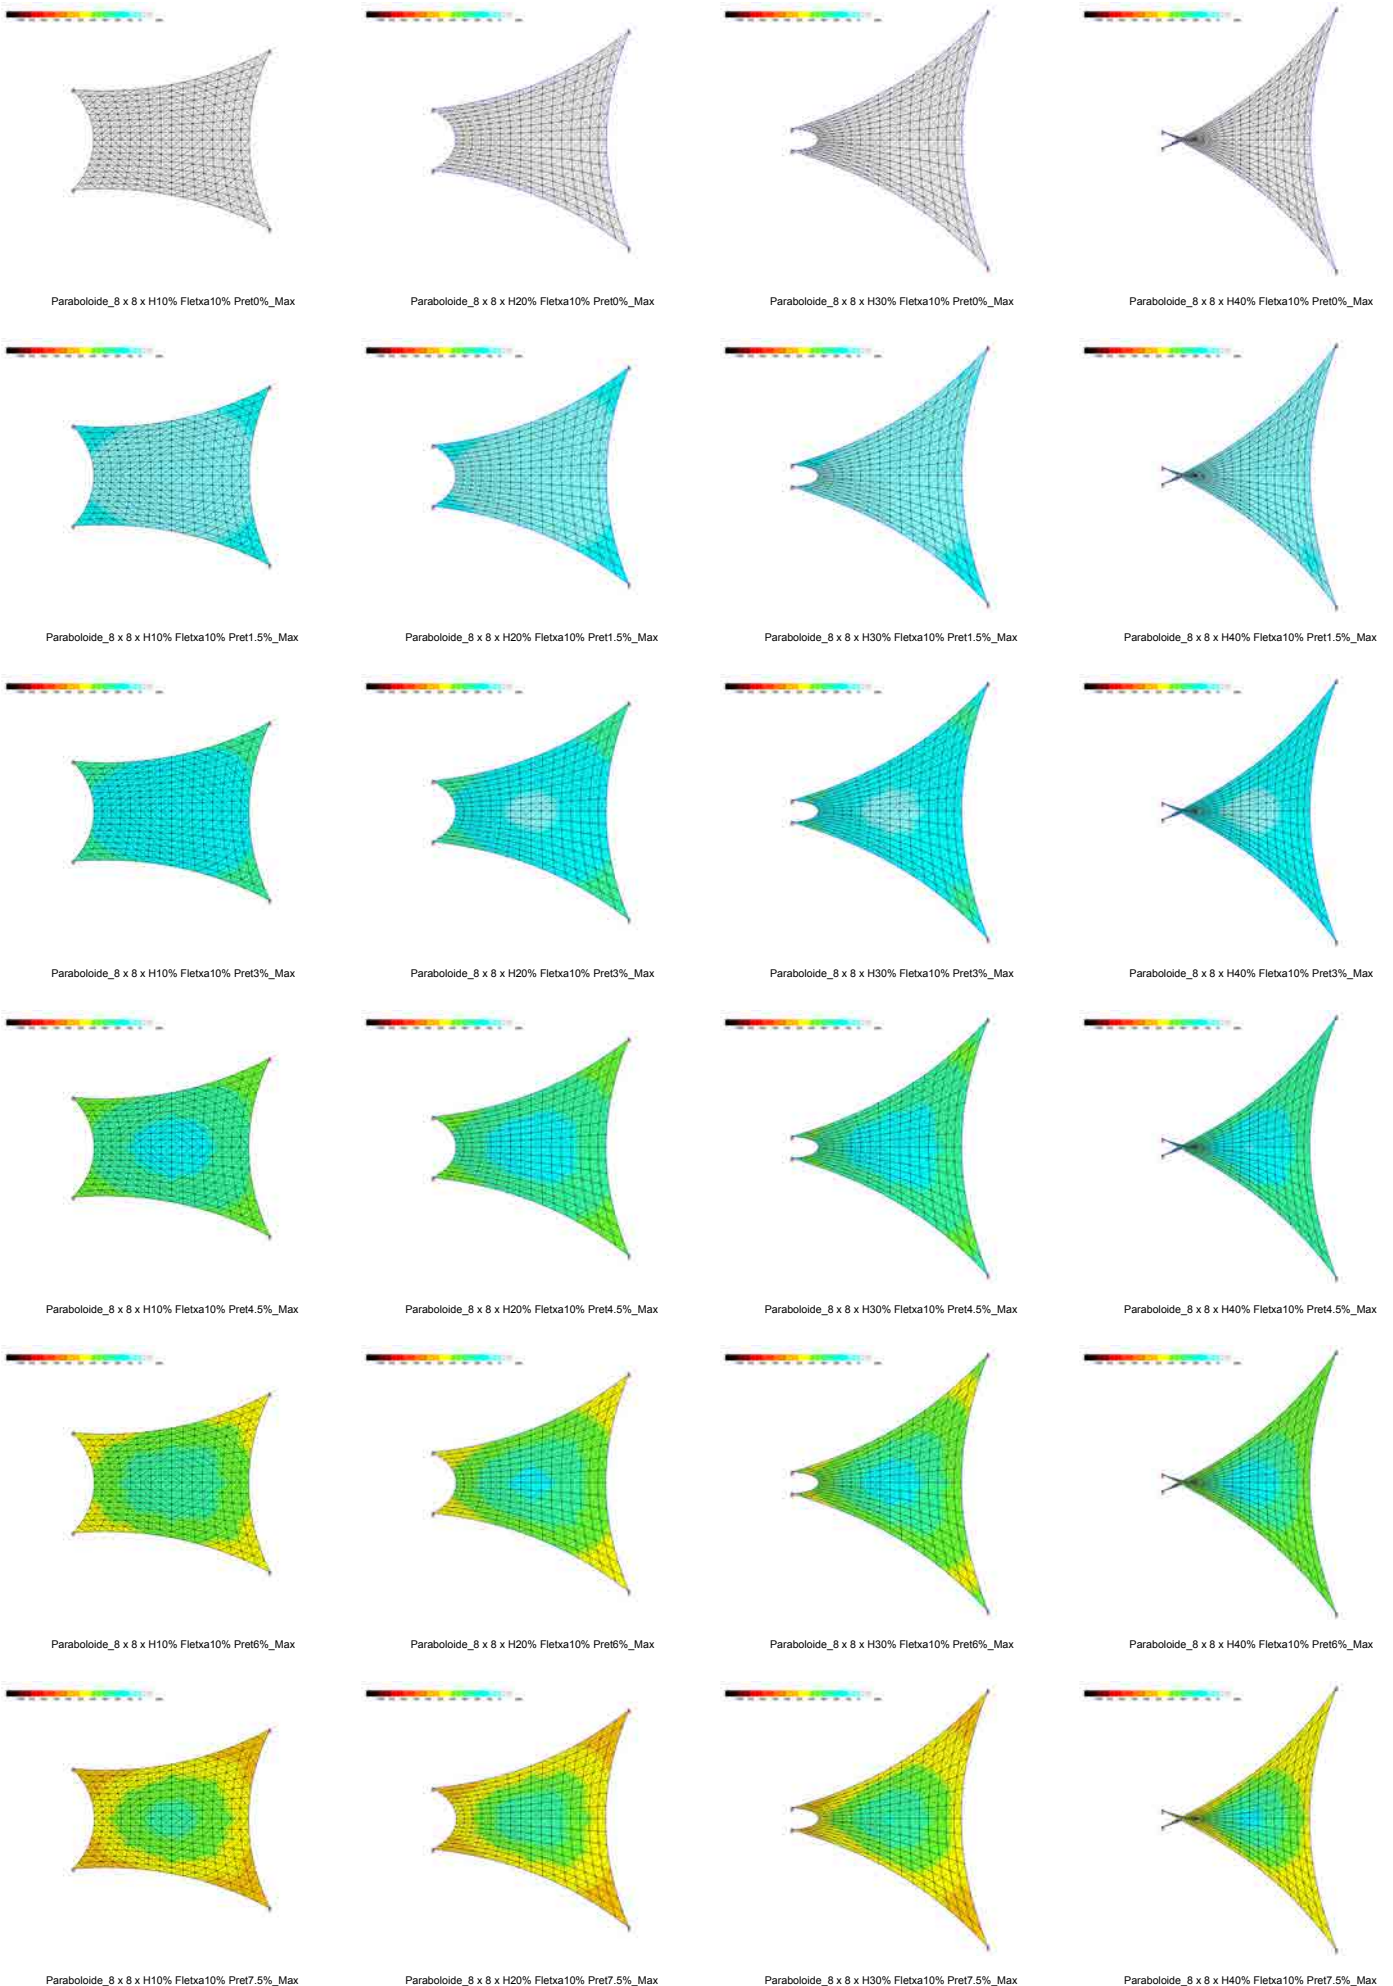 Paraboloide_8 x 8 x H10% Fletxa10% Pret0%_Max
Paraboloide_8 x 8 x H20% Fletxa10% Pret0%_Max
Paraboloide_8 x 8 x H30% Fletxa10% Pret0%_Max
Paraboloide_8 x 8 x H40% Fletxa10% Pret0%_Max
Paraboloide_8 x 8 x H10% Fletxa10% Pret1.5%_Max
Paraboloide_8 x 8 x H20% Fletxa10% Pret1.5%_Max
Paraboloide_8 x 8 x H30% Fletxa10% Pret1.5%_Max
Paraboloide_8 x 8 x H40% Fletxa10% Pret1.5%_Max
Paraboloide_8 x 8 x H10% Fletxa10% Pret3%_Max
Paraboloide_8 x 8 x H20% Fletxa10% Pret3%_Max
Paraboloide_8 x 8 x H30% Fletxa10% Pret3%_Max
Paraboloide_8 x 8 x H40% Fletxa10% Pret3%_Max
Paraboloide_8 x 8 x H10% Fletxa10% Pret4.5%_Max
Paraboloide_8 x 8 x H20% Fletxa10% Pret4.5%_Max
Paraboloide_8 x 8 x H30% Fletxa10% Pret4.5%_Max
Paraboloide_8 x 8 x H40% Fletxa10% Pret4.5%_Max
Paraboloide_8 x 8 x H10% Fletxa10% Pret6%_Max
Paraboloide_8 x 8 x H20% Fletxa10% Pret6%_Max
Paraboloide_8 x 8 x H30% Fletxa10% Pret6%_Max
Paraboloide_8 x 8 x H40% Fletxa10% Pret6%_Max
Paraboloide_8 x 8 x H10% Fletxa10% Pret7.5%_Max
Paraboloide_8 x 8 x H20% Fletxa10% Pret7.5%_Max
Paraboloide_8 x 8 x H30% Fletxa10% Pret7.5%_Max
Paraboloide_8 x 8 x H40% Fletxa10% Pret7.5%_Max